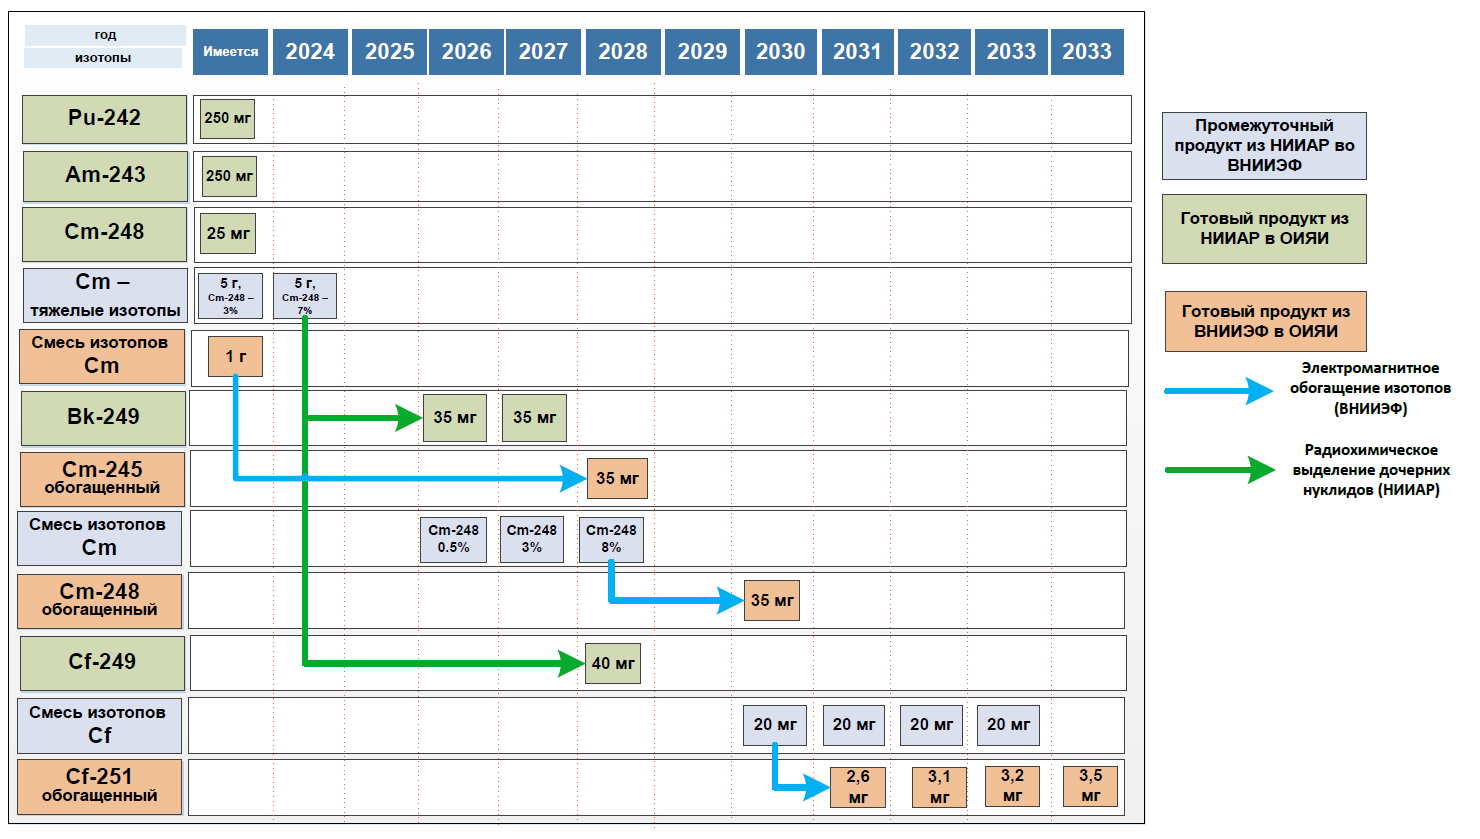 год
изотопы
Имеется
2024
2025
2026
2027
2028
2029
2030
2031
2032
2033
2033
Pu-242
250 мг
Am-243
250 мг
Cm-248
25 мг
Cm –
тяжелые изотопы
5 г,
Cm-248 –
3%
5 г,
Cm-248 –
7%
Смесь изотопов
Cm
1 г
Bk-249
35 мг
35 мг
Cm-245
обогащенный
35 мг
Смесь изотопов
Cm
Cm-248
0.5%
Cm-248
3%
Cm-248
8%
Cm-248
обогащенный
35 мг
Cf-249
40 мг
Смесь изотопов
Cf
20 мг
20 мг
20 мг
20 мг
Cf-251
обогащенный
2,6
мг
3,1
мг
3,2
мг
3,5
мг
Промежуточный
продукт из НИИАР во
ВНИИЭФ
Готовый продукт из
НИИАР в ОИЯИ
Готовый продукт из
ВНИИЭФ в ОИЯИ
Электромагнитное
обогащение изотопов
(ВНИИЭФ)
Радиохимическое
выделение дочерних
нуклидов (НИИАР)